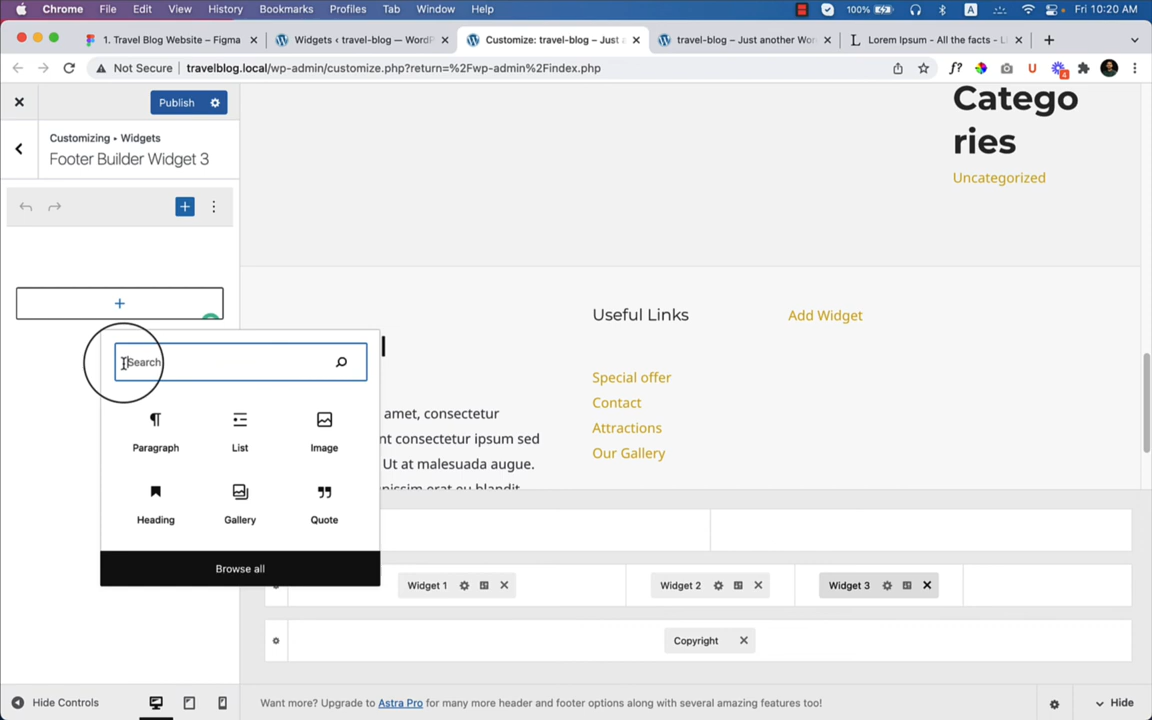 Chrome File Edit View History Bookmarks Profiles Tab Window Help 100% A Fri 10:20 AM
1. Travel Blog Website – Figma
Widgets ‹ travel-blog — WordP
Customize: travel-blog – Just a
travel-blog – Just another Wor
Lorem Ipsum - All the facts - L
Not Secure travelblog.local/wp-admin/customize.php?return=%2Fwp-admin%2Findex.php
f? U 4
Publish
Customizing • Widgets
Footer Builder Widget 3
Catego
ries
Uncategorized
Search
Paragraph List Image
Heading Gallery Quote
Browse all
Useful Links
Special offer
Contact
Attractions
Our Gallery
Add Widget
amet, consectetur
nt consectetur ipsum sed
Ut at malesuada augue.
Widget 1 Widget 2 Widget 3
Copyright
Hide Controls
Want more? Upgrade to Astra Pro for many more header and footer options along with several amazing features too!
Hide